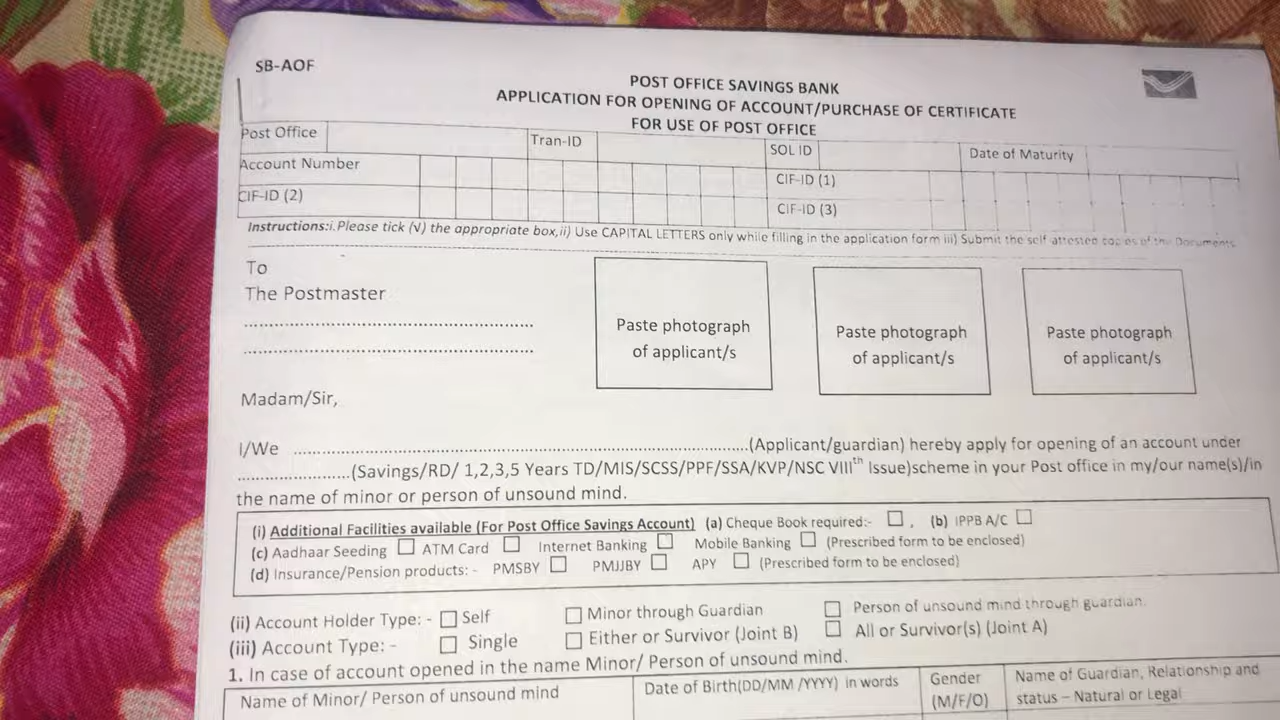 SB-AOF
POST OFFICE SAVINGS BANK
APPLICATION FOR OPENING OF ACCOUNT/PURCHASE OF CERTIFICATE
FOR USE OF POST OFFICE
Post Office Tran-ID SOL ID Date of Maturity
Account Number CIF-ID (1)
CIF-ID (2) CIF-ID (3)
Instructions:i.Please tick (√) the appropriate box,ii) Use CAPITAL LETTERS only while filling in the application form iii) Submit the self attested copies of the Documents
To
The Postmaster
Paste photograph of applicant/s
Paste photograph of applicant/s
Paste photograph of applicant/s
Madam/Sir,
I/We ..........................................................................................(Applicant/guardian) hereby apply for opening of an account under
......................(Savings/RD/ 1,2,3,5 Years TD/MIS/SCSS/PPF/SSA/KVP/NSC VIIIth Issue)scheme in your Post office in my/our name(s)/in
the name of minor or person of unsound mind.
(i) Additional Facilities available (For Post Office Savings Account) (a) Cheque Book required:- ☐ , (b) IPPB A/C ☐
(c) Aadhaar Seeding ☐ ATM Card ☐ Internet Banking ☐ Mobile Banking ☐ (Prescribed form to be enclosed)
(d) Insurance/Pension products: - PMSBY ☐ PMJJBY ☐ APY ☐ (Prescribed form to be enclosed)
(ii) Account Holder Type: - ☐ Self ☐ Minor through Guardian ☐ Person of unsound mind through guardian.
(iii) Account Type: - ☐ Single ☐ Either or Survivor (Joint B) ☐ All or Survivor(s) (Joint A)
1. In case of account opened in the name Minor/ Person of unsound mind.
Name of Minor/ Person of unsound mind
Date of Birth(DD/MM /YYYY) in words
Gender
(M/F/O)
Name of Guardian, Relationship and
status – Natural or Legal